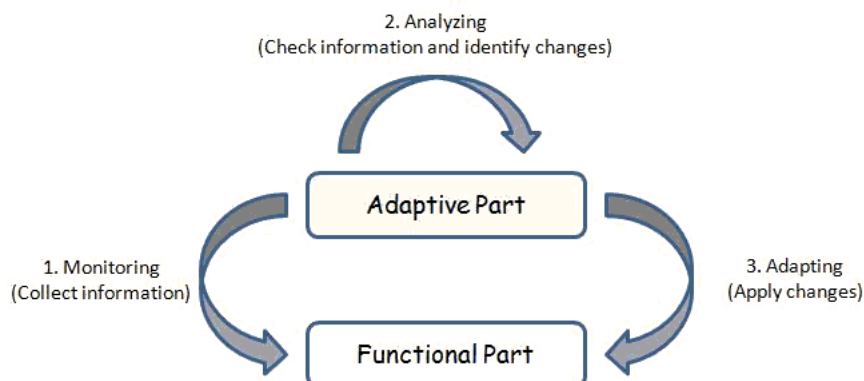 2. Analyzing
(Check information and identify changes)
Adaptive Part
1. Monitoring
(Collect information)
3. Adapting
(Apply changes)
Functional Part